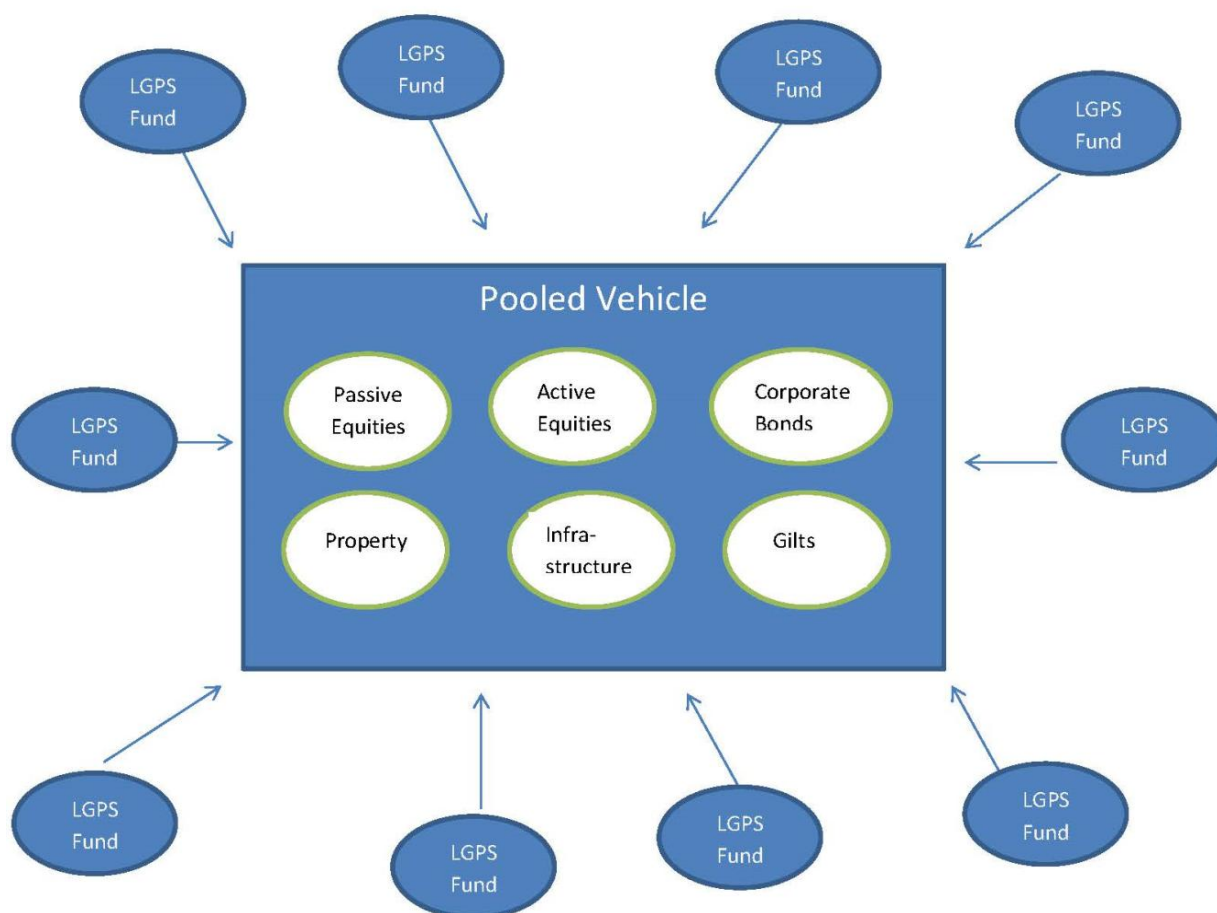 LGPS
Fund
LGPS
Fund
LGPS
Fund
LGPS
Fund
Pooled Vehicle
Passive
Equities
Active
Equities
Corporate
Bonds
LGPS
Fund
LGPS
Fund
Property
Infra-
structure
Gilts
LGPS
Fund
LGPS
Fund
LGPS
Fund
LGPS
Fund